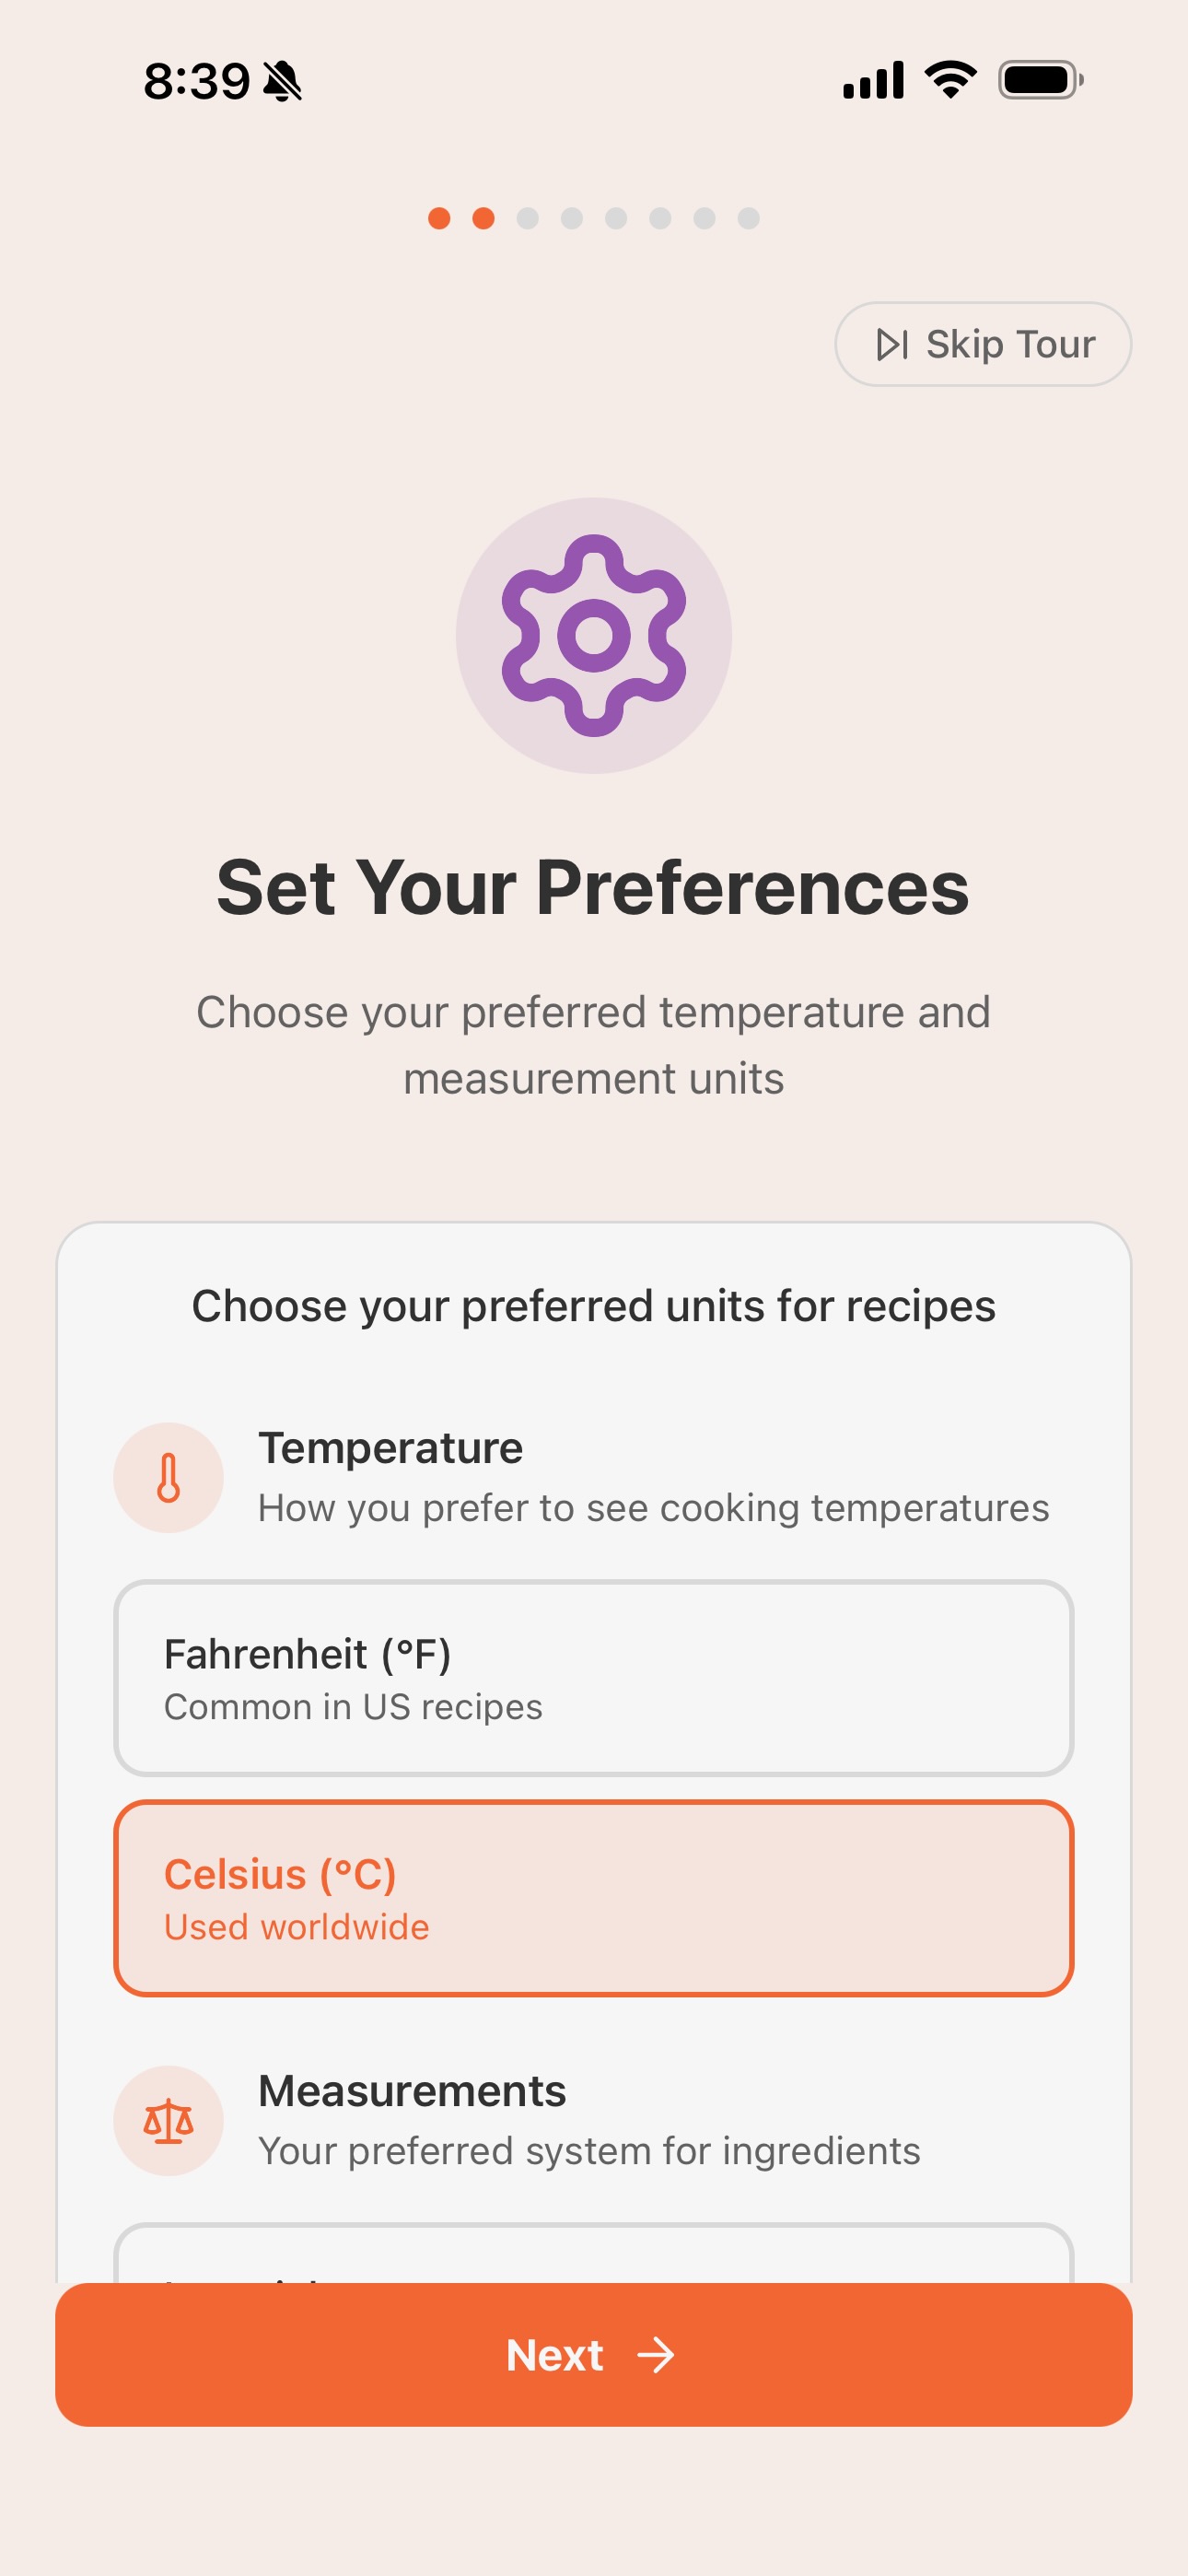 8:39
Skip Tour
Set Your Preferences
Choose your preferred temperature and
measurement units
Choose your preferred units for recipes
Temperature
How you prefer to see cooking temperatures
Fahrenheit (°F)
Common in US recipes
Celsius (°C)
Used worldwide
Measurements
Your preferred system for ingredients
Next